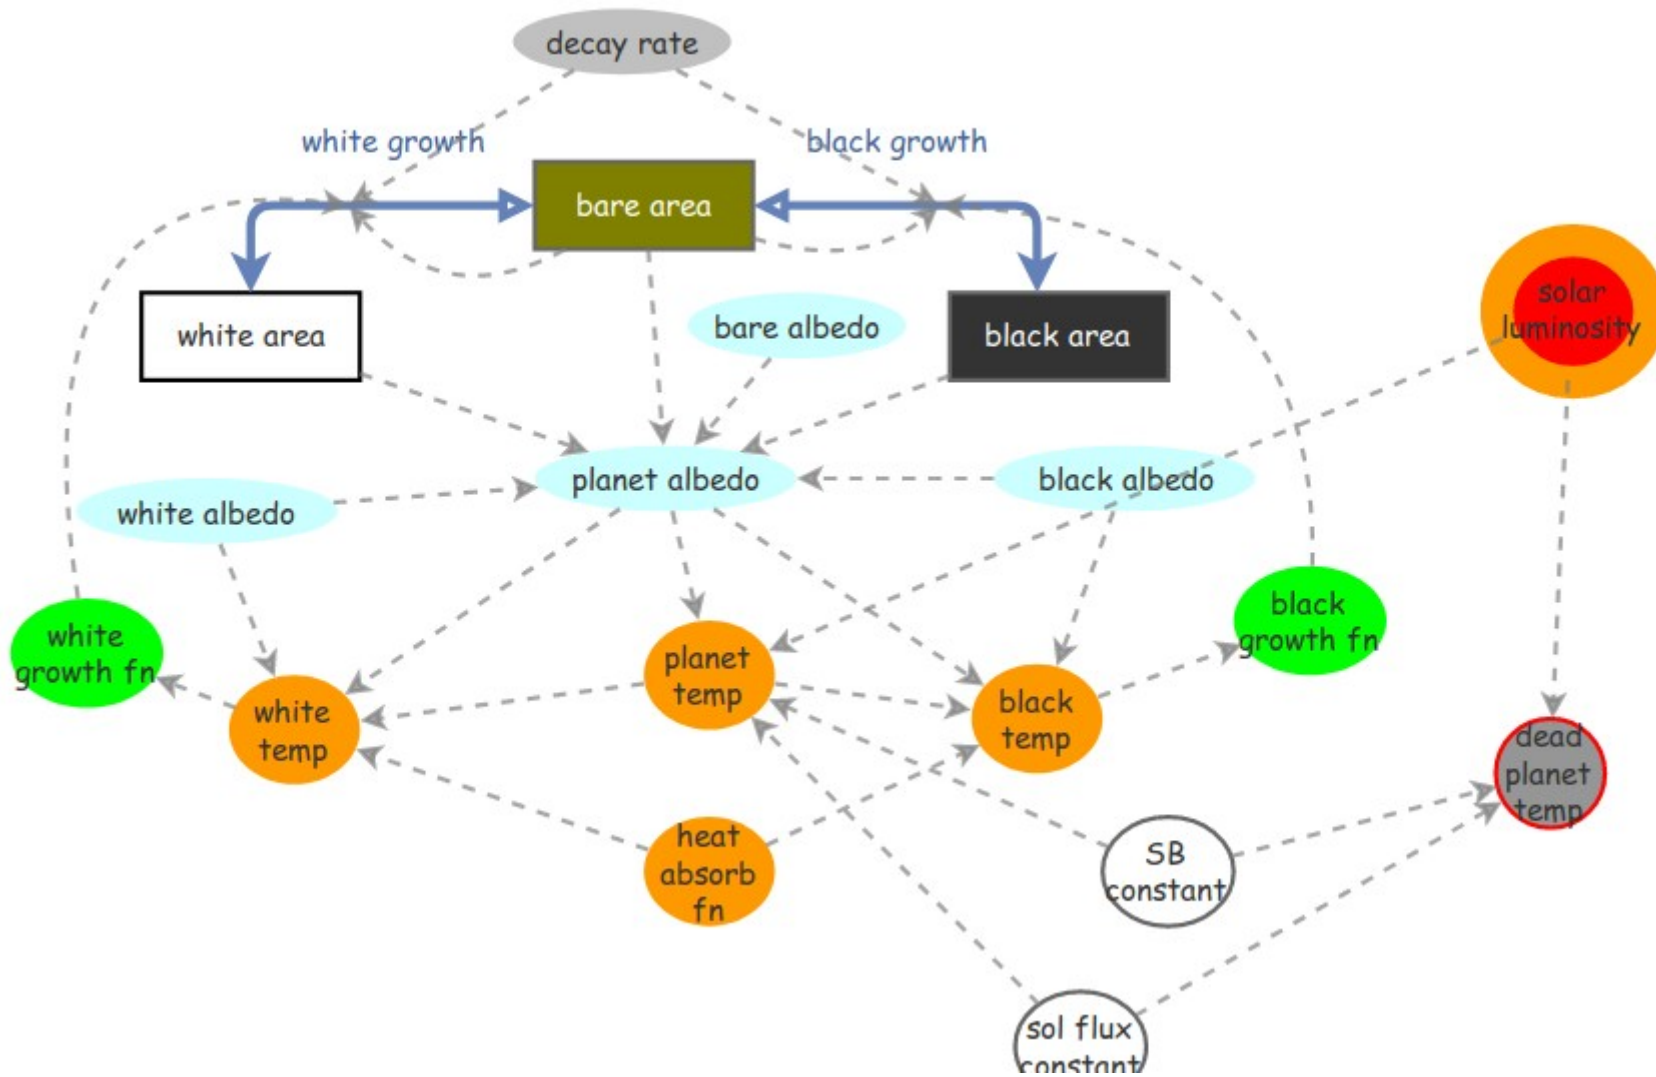 decay rate
white growth
black growth
bare area
solar
luminosity
white area
bare albedo
black area
planet albedo
black albedo
white albedo
black
growth fn
white
growth fn
planet
temp
black
temp
white
temp
dead
planet
temp
heat
absorb
fn
SB
constant
sol flux
constant